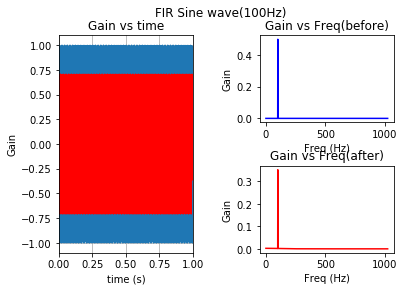 FIR Sine wave(100Hz)
Gain vs time
1.00
0.75
0.50
0.25
0.00
−0.25
−0.50
−0.75
−1.00
Gain
0.00 0.25 0.50 0.75 1.00
time (s)
Gain vs Freq(before)
0.4
0.2
0.0
Gain
0 500 1000
Freq (Hz)
Gain vs Freq(after)
0.3
0.2
0.1
0.0
Gain
0 500 1000
Freq (Hz)